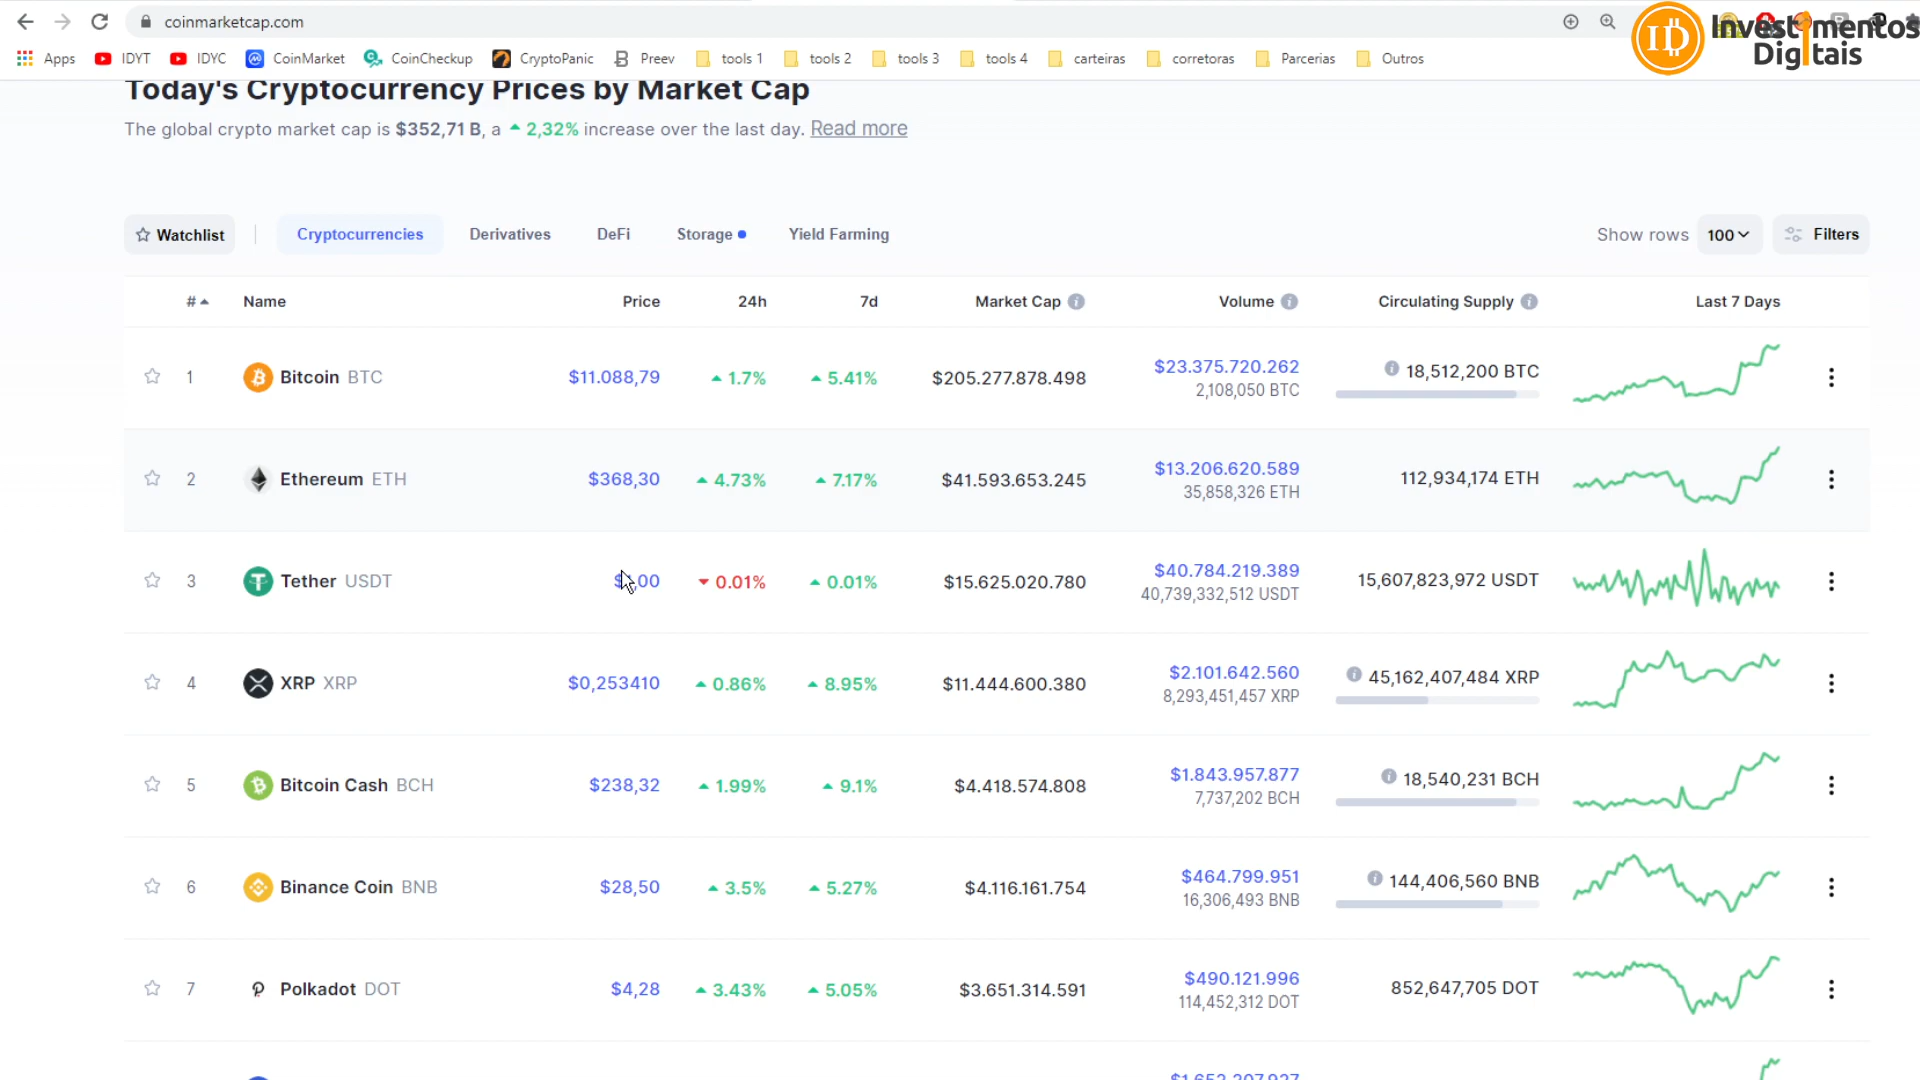 coinmarketcap.com
Investimentos
Digitais
ID
Apps IDYT IDYC CoinMarket CoinCheckup CryptoPanic Preev tools 1 tools 2 tools 3 tools 4 carteiras corretoras Parcerias Outros
Today's Cryptocurrency Prices by Market Cap
The global crypto market cap is $352,71 B, a 2,32% increase over the last day. Read more
Watchlist Cryptocurrencies Derivatives DeFi Storage Yield Farming Show rows 100 Filters
# Name Price 24h 7d Market Cap Volume Circulating Supply Last 7 Days
1 Bitcoin BTC $11.088,79 1.7% 5.41% $205.277.878.498 $23.375.720.262 18,512,200 BTC
2,108,050 BTC
2 Ethereum ETH $368,30 4.73% 7.17% $41.593.653.245 $13.206.620.589 112,934,174 ETH
35,858,326 ETH
3 Tether USDT 0.01% 0.01% $15.625.020.780 $40.784.219.389 15,607,823,972 USDT
40,739,332,512 USDT
4 XRP XRP $0,253410 0.86% 8.95% $11.444.600.380 $2.101.642.560 45,162,407,484 XRP
8,293,451,457 XRP
5 Bitcoin Cash BCH $238,32 1.99% 9.1% $4.418.574.808 $1.843.957.877 18,540,231 BCH
7,737,202 BCH
6 Binance Coin BNB $28,50 3.5% 5.27% $4.116.161.754 $464.799.951 144,406,560 BNB
16,306,493 BNB
7 Polkadot DOT $4,28 3.43% 5.05% $3.651.314.591 $490.121.996 852,647,705 DOT
114,452,312 DOT